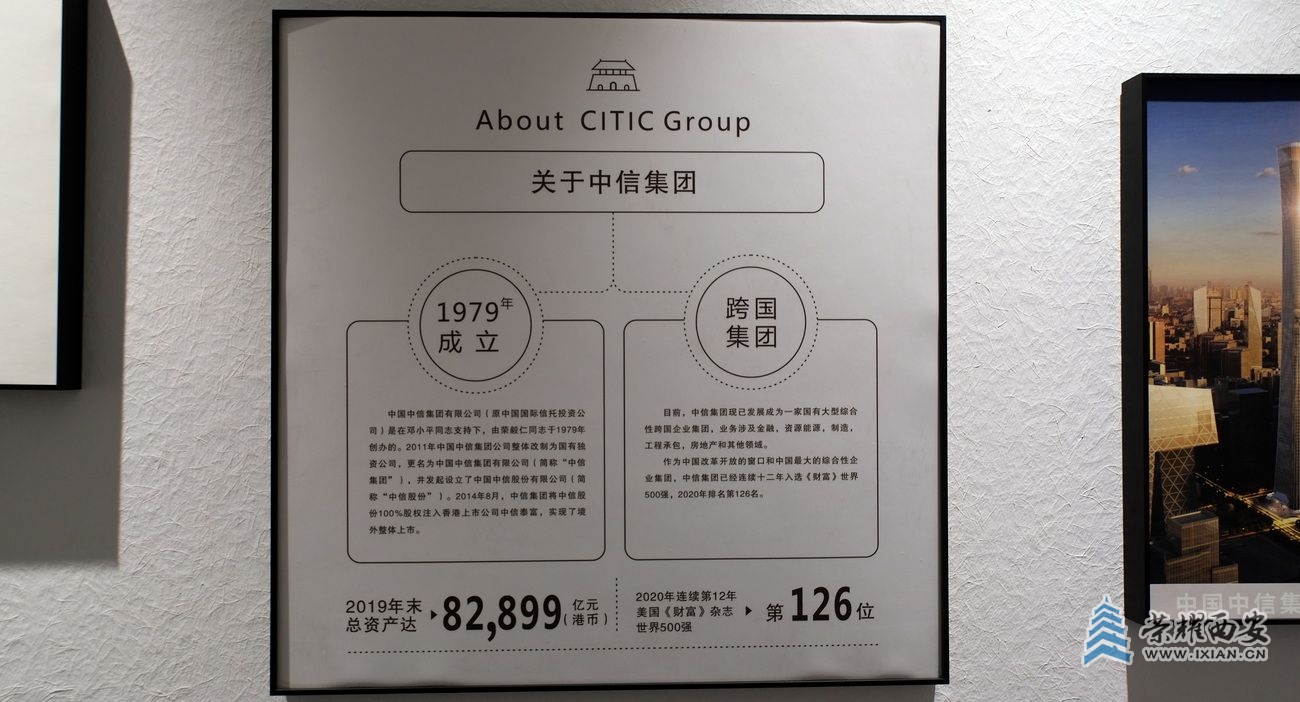 About CITIC Group
关于中信集团
1979年
成立
中国中信集团有限公司（原中国国际信托投资公
司）是在邓小平同志支持下，由荣毅仁同志于1979年
创办的。2011年中国中信集团公司整体改制为国有独
资公司，更名为中国中信集团有限公司（简称“中信
集团”），并发起设立了中国中信股份有限公司（简
称“中信股份”）。2014年8月，中信集团将中信股
份100%股权注入香港上市公司中信泰富，实现了境
外整体上市。
跨国
集团
目前，中信集团现已发展成为一家国有大型综合
性跨国企业集团，业务涉及金融，资源能源，制造，
工程承包，房地产和其他领域。
作为中国改革开放的窗口和中国最大的综合性企
业集团，中信集团已经连续十二年入选《财富》世界
500强，2020年排名第126名。
2019年末
总资产达
82,899
亿元
（港币）
2020年连续第12年
美国《财富》杂志
世界500强
第126位
中国中信集
荣耀西安
WWW.IXIAN.CN